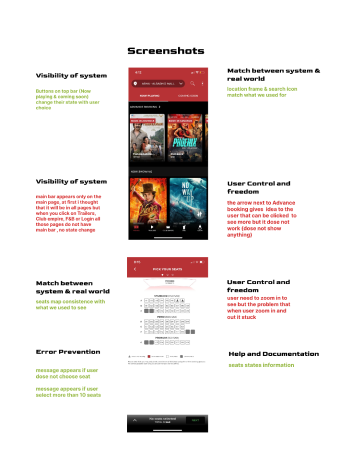 Screenshots
Visibility of system
Buttons on top bar (Now
playing & coming soon)
change their state with user
choice
Match between system &
real world
location frame & search icon
match what we used for
Visibility of system
main bar appears only on the
main page, at first I thought
that it will be in all pages but
when you click on Trailers,
Club empire, F&B or Login all
those pages do not have
main bar , no state change
User Control and
freedom
the arrow next to Advance
booking gives idea to the
user that can be clicked to
see more but it dose not
work (dose not show
anything)
NOW PLAYING
COMING SOON
PHOENIX
NO WAY
UP
PICK YOUR SEATS
Match between
system & real world
seats map consistence with
what we used to see
User Control and
freedom
user need to zoom in to
see but the problem that
when user zoom in and
out it stuck
Error Prevention
message appears if user
dose not choose seat
message appears if user
select more than 10 seats
Help and Documentation
seats states information